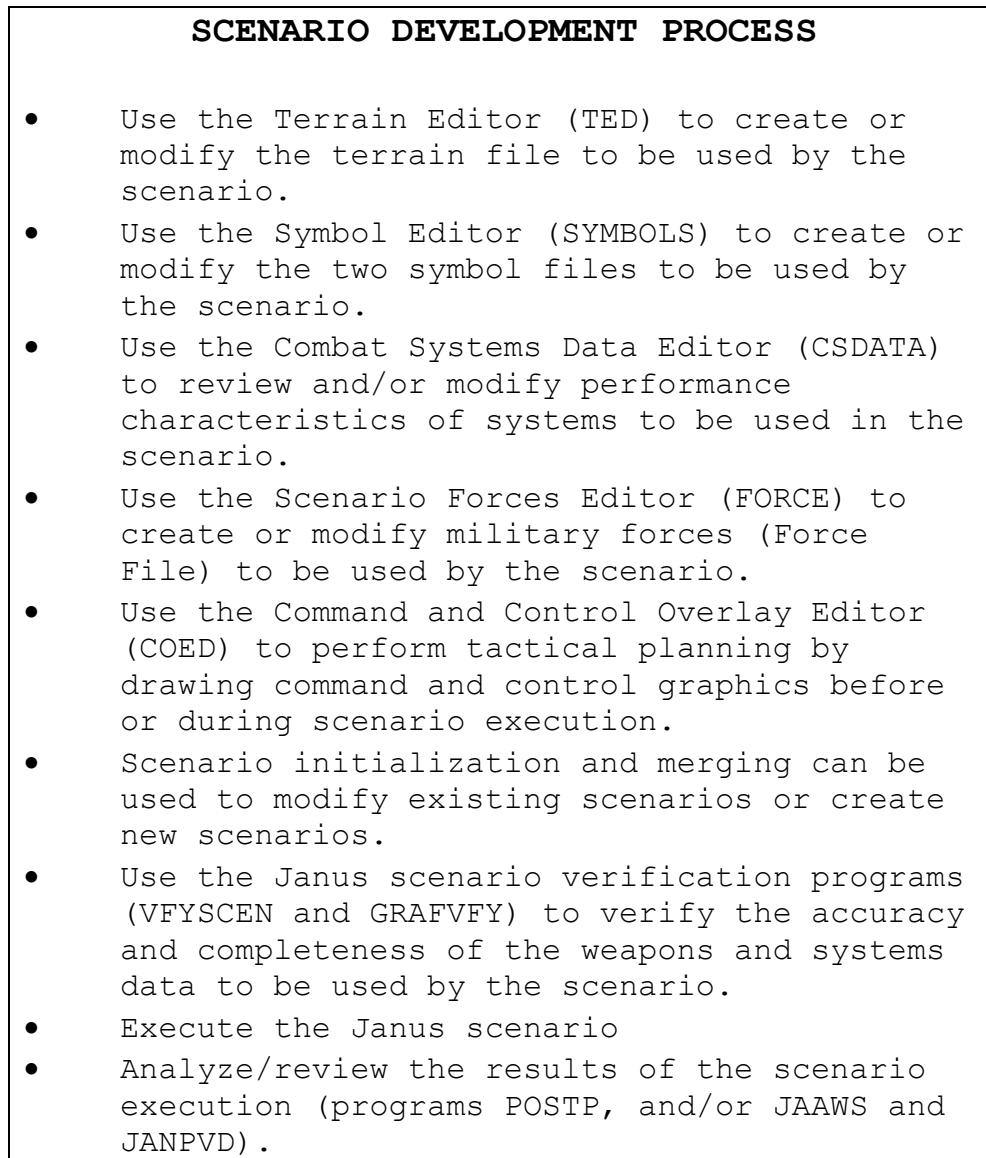 SCENARIO DEVELOPMENT PROCESS
• Use the Terrain Editor (TED) to create or
modify the terrain file to be used by the
scenario.
• Use the Symbol Editor (SYMBOLS) to create or
modify the two symbol files to be used by
the scenario.
• Use the Combat Systems Data Editor (CSDATA)
to review and/or modify performance
characteristics of systems to be used in the
scenario.
• Use the Scenario Forces Editor (FORCE) to
create or modify military forces (Force
File) to be used by the scenario.
• Use the Command and Control Overlay Editor
(COED) to perform tactical planning by
drawing command and control graphics before
or during scenario execution.
• Scenario initialization and merging can be
used to modify existing scenarios or create
new scenarios.
• Use the Janus scenario verification programs
(VFYSCEN and GRAFVFY) to verify the accuracy
and completeness of the weapons and systems
data to be used by the scenario.
• Execute the Janus scenario
• Analyze/review the results of the scenario
execution (programs POSTP, and/or JAAWS and
JANPVD).